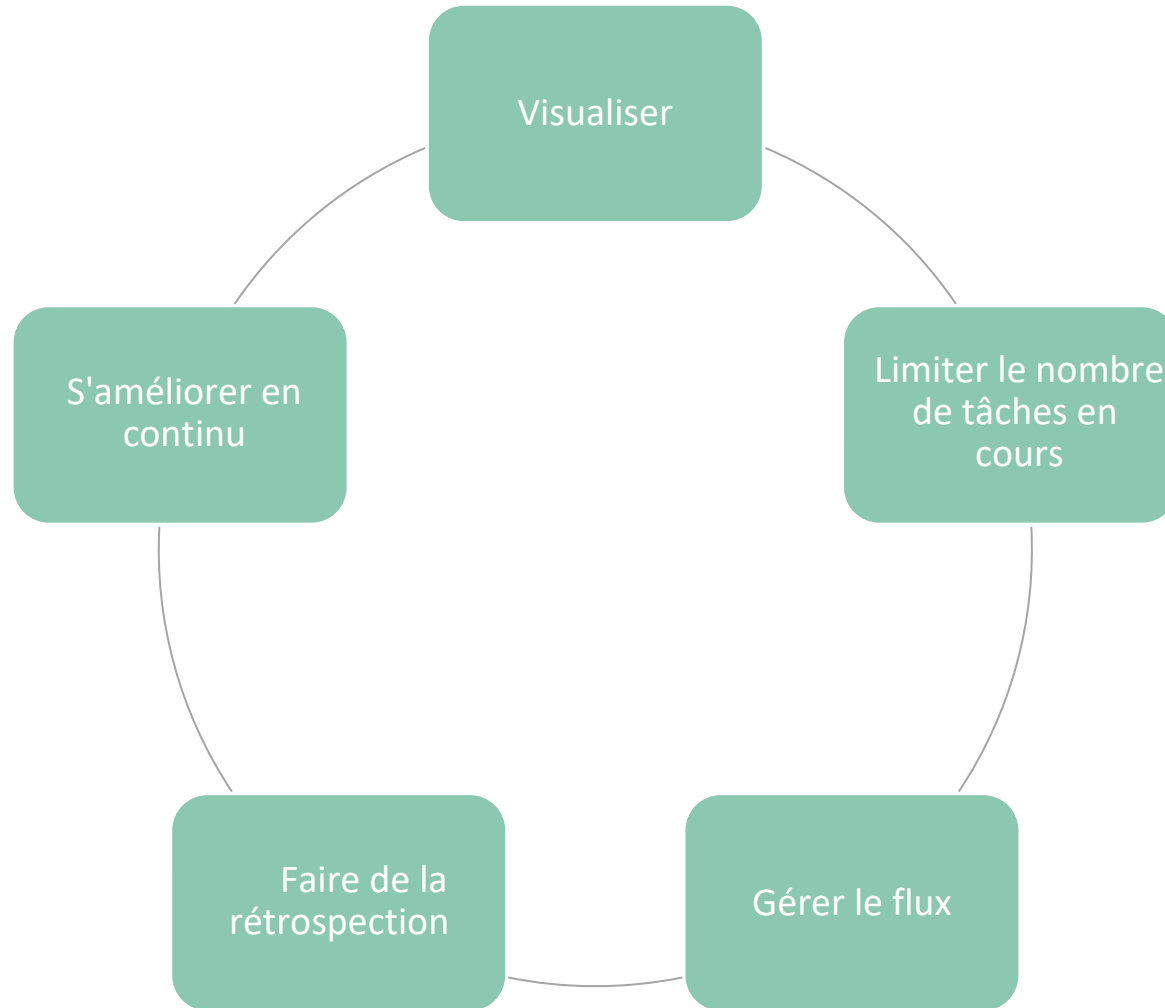 Visualiser
Limiter le nombre
de tâches en
cours
Gérer le flux
Faire de la
rétrospection
S'améliorer en
continu